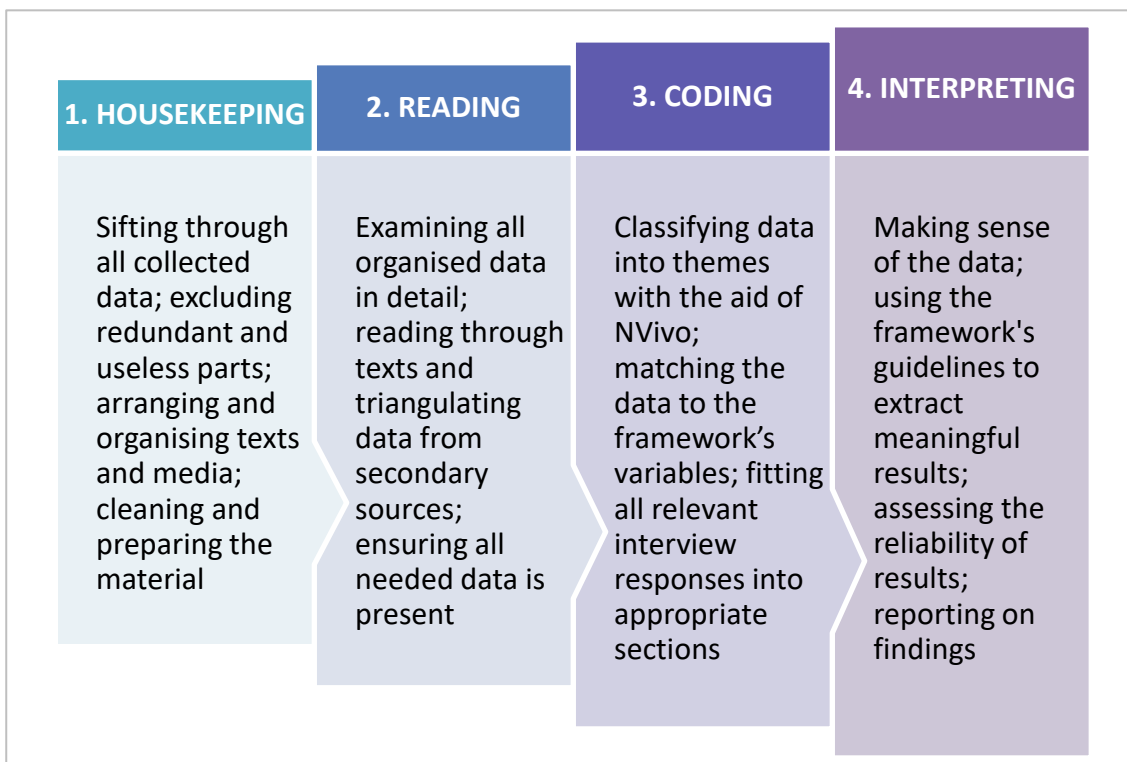 1. HOUSEKEEPING
Sifting through
all collected
data; excluding
redundant and
useless parts;
arranging and
organising texts
and media;
cleaning and
preparing the
material
2. READING
Examining all
organised data
in detail;
reading through
texts and
triangulating
data from
secondary
sources;
ensuring all
needed data is
present
3. CODING
Classifying data
into themes
with the aid of
NVivo;
matching the
data to the
framework’s
variables; fitting
all relevant
interview
responses into
appropriate
sections
4. INTERPRETING
Making sense
of the data;
using the
framework's
guidelines to
extract
meaningful
results;
assessing the
reliability of
results;
reporting on
findings